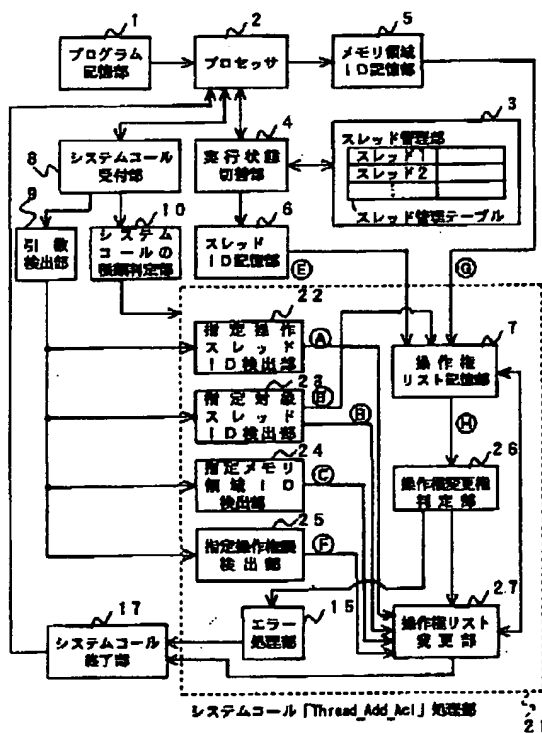 1
プログラム
記憶部
2
プロセッサ
5
メモリ領域
ID記憶部
3
スレッド管理部
スレッド1
スレッド2
スレッド管理テーブル
8
システムコール
受付部
4
実行状態
切替部
9
引数
検出部
10
システム
コールの
種類判定部
6
スレッド
ID記憶部
E
G
22
指定操作
スレッド
ID検出部
A
7
操作権
リスト記憶部
23
指定対象
スレッド
ID検出部
B
B
H
24
指定メモリ
領域ID
検出部
C
26
操作権変更権
判定部
25
指定操作権限
検出部
F
17
システムコール
終了部
15
エラー
処理部
27
操作権リスト
変更部
システムコール「Thread_Add_Acl」処理部
21